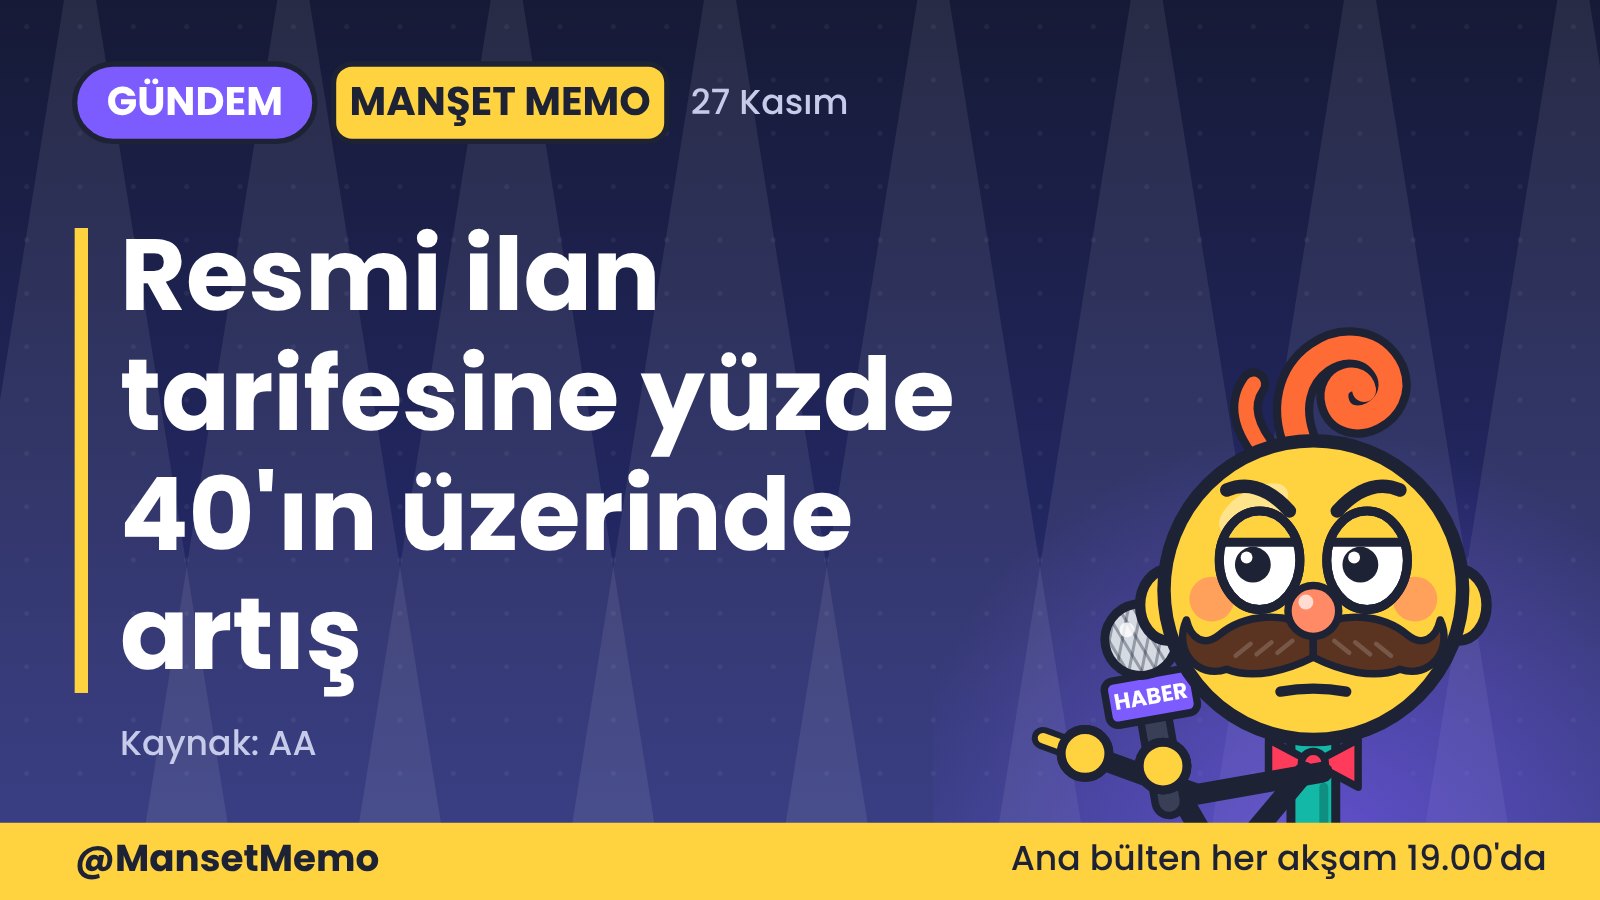 GÜNDEM MANŞET MEMO 27 Kasım
Resmi ilan
tarifesine yüzde
40'ın üzerinde
artış
Kaynak: AA
HABER
@MansetMemo Ana bülten her akşam 19.00'da